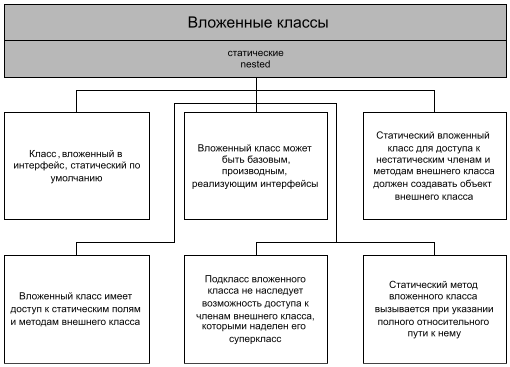 Вложенные классы
статические
nested
Класс, вложенный в
интерфейс, статический по
умолчанию
Вложенный класс может
быть базовым,
производным,
реализующим интерфейсы
Статический вложенный
класс для доступа к
нестатическим членам и
методам внешнего класса
должен создавать объект
внешнего класса
Вложенный класс имеет
доступ к статическим полям
и методам внешнего класса
Подкласс вложенного
класса не наследует
возможность доступа к
членам внешнего класса,
которыми наделен его
суперкласс
Статический метод
вложенного класса
вызывается при указании
полного относительного
пути к нему